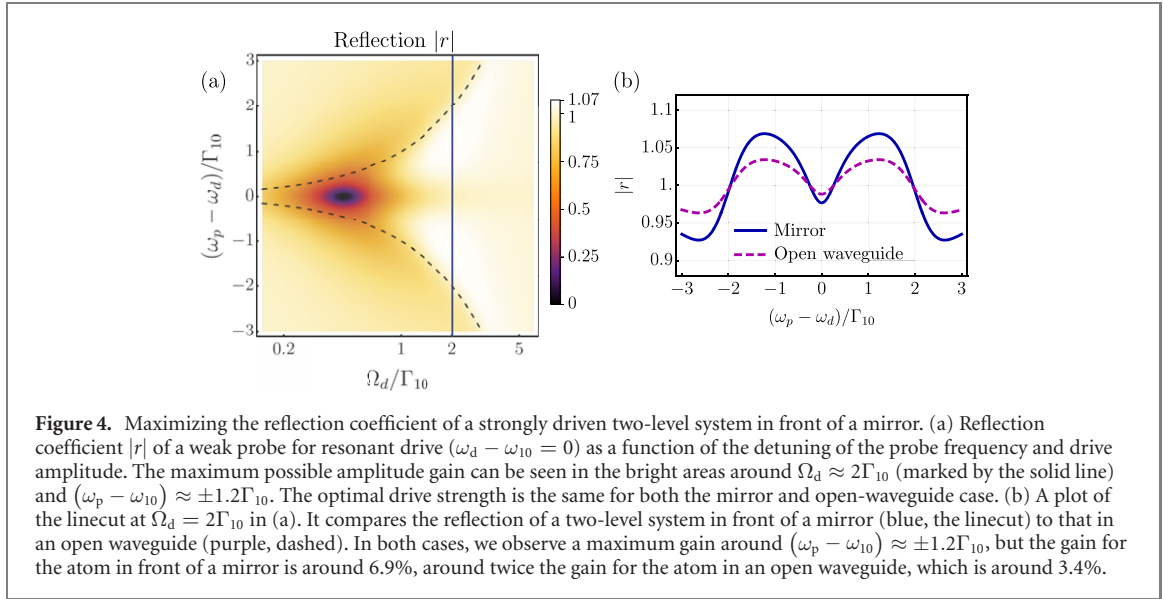 Reflection |r|
(a)
(ω_p − ω_d)/Γ₁₀
3
2
1
0
−1
−2
−3
0.2
1
2
5
Ω_d/Γ₁₀
1.07
1
0.75
0.5
0.25
0
(b)
|r|
1.1
1.05
1.
0.95
0.9
Mirror
Open waveguide
−3
−2
−1
0
1
2
3
(ω_p − ω_d)/Γ₁₀
Figure 4. Maximizing the reflection coefficient of a strongly driven two-level system in front of a mirror. (a) Reflection
coefficient |r| of a weak probe for resonant drive (ω_d − ω₁₀ = 0) as a function of the detuning of the probe frequency and drive
amplitude. The maximum possible amplitude gain can be seen in the bright areas around Ω_d ≈ 2Γ₁₀ (marked by the solid line)
and (ω_p − ω₁₀) ≈ ±1.2Γ₁₀. The optimal drive strength is the same for both the mirror and open-waveguide case. (b) A plot of
the linecut at Ω_d = 2Γ₁₀ in (a). It compares the reflection of a two-level system in front of a mirror (blue, the linecut) to that in
an open waveguide (purple, dashed). In both cases, we observe a maximum gain around (ω_p − ω₁₀) ≈ ±1.2Γ₁₀, but the gain for
the atom in front of a mirror is around 6.9%, around twice the gain for the atom in an open waveguide, which is around 3.4%.